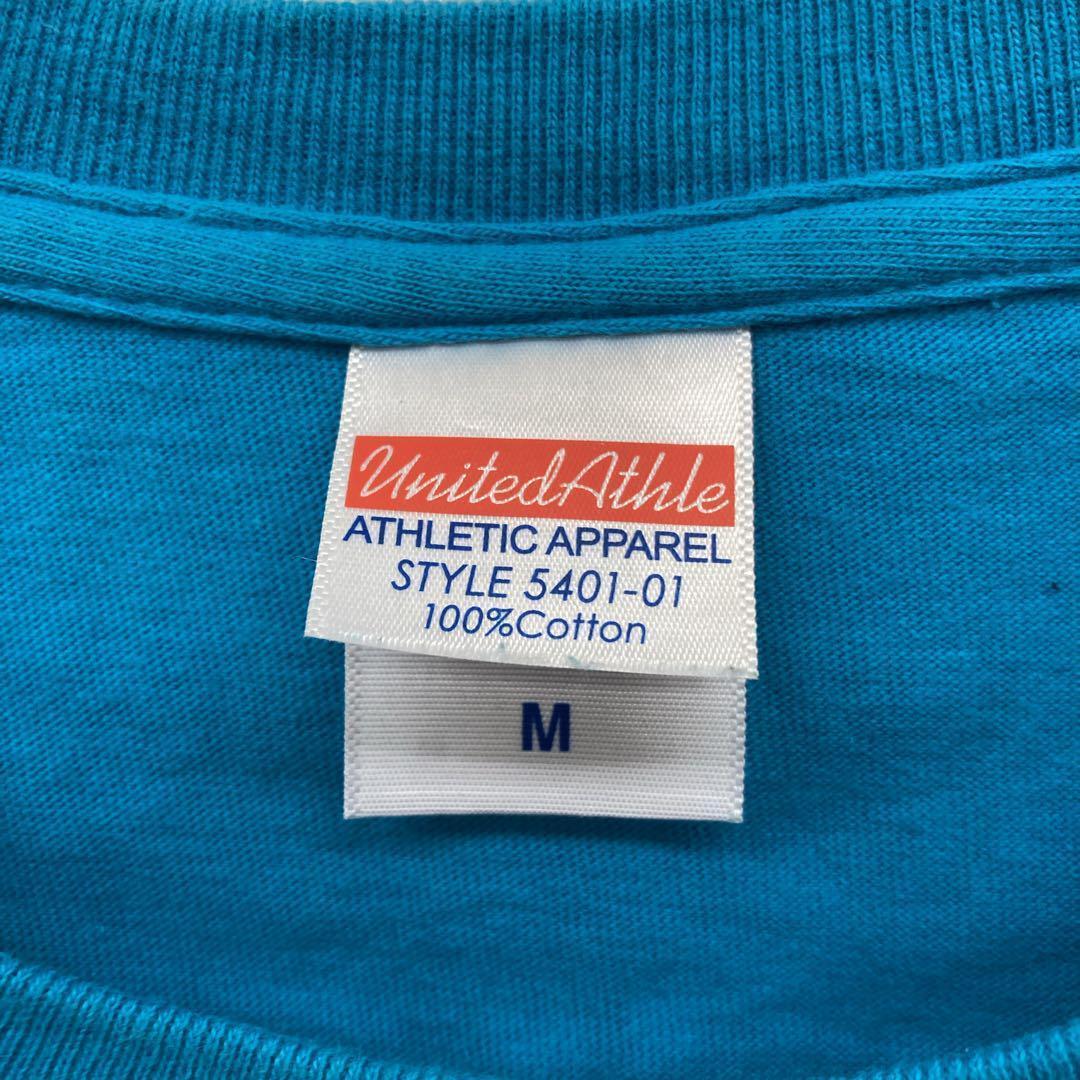 UnitedAthle
ATHLETIC APPAREL
STYLE 5401-01
100%Cotton
M